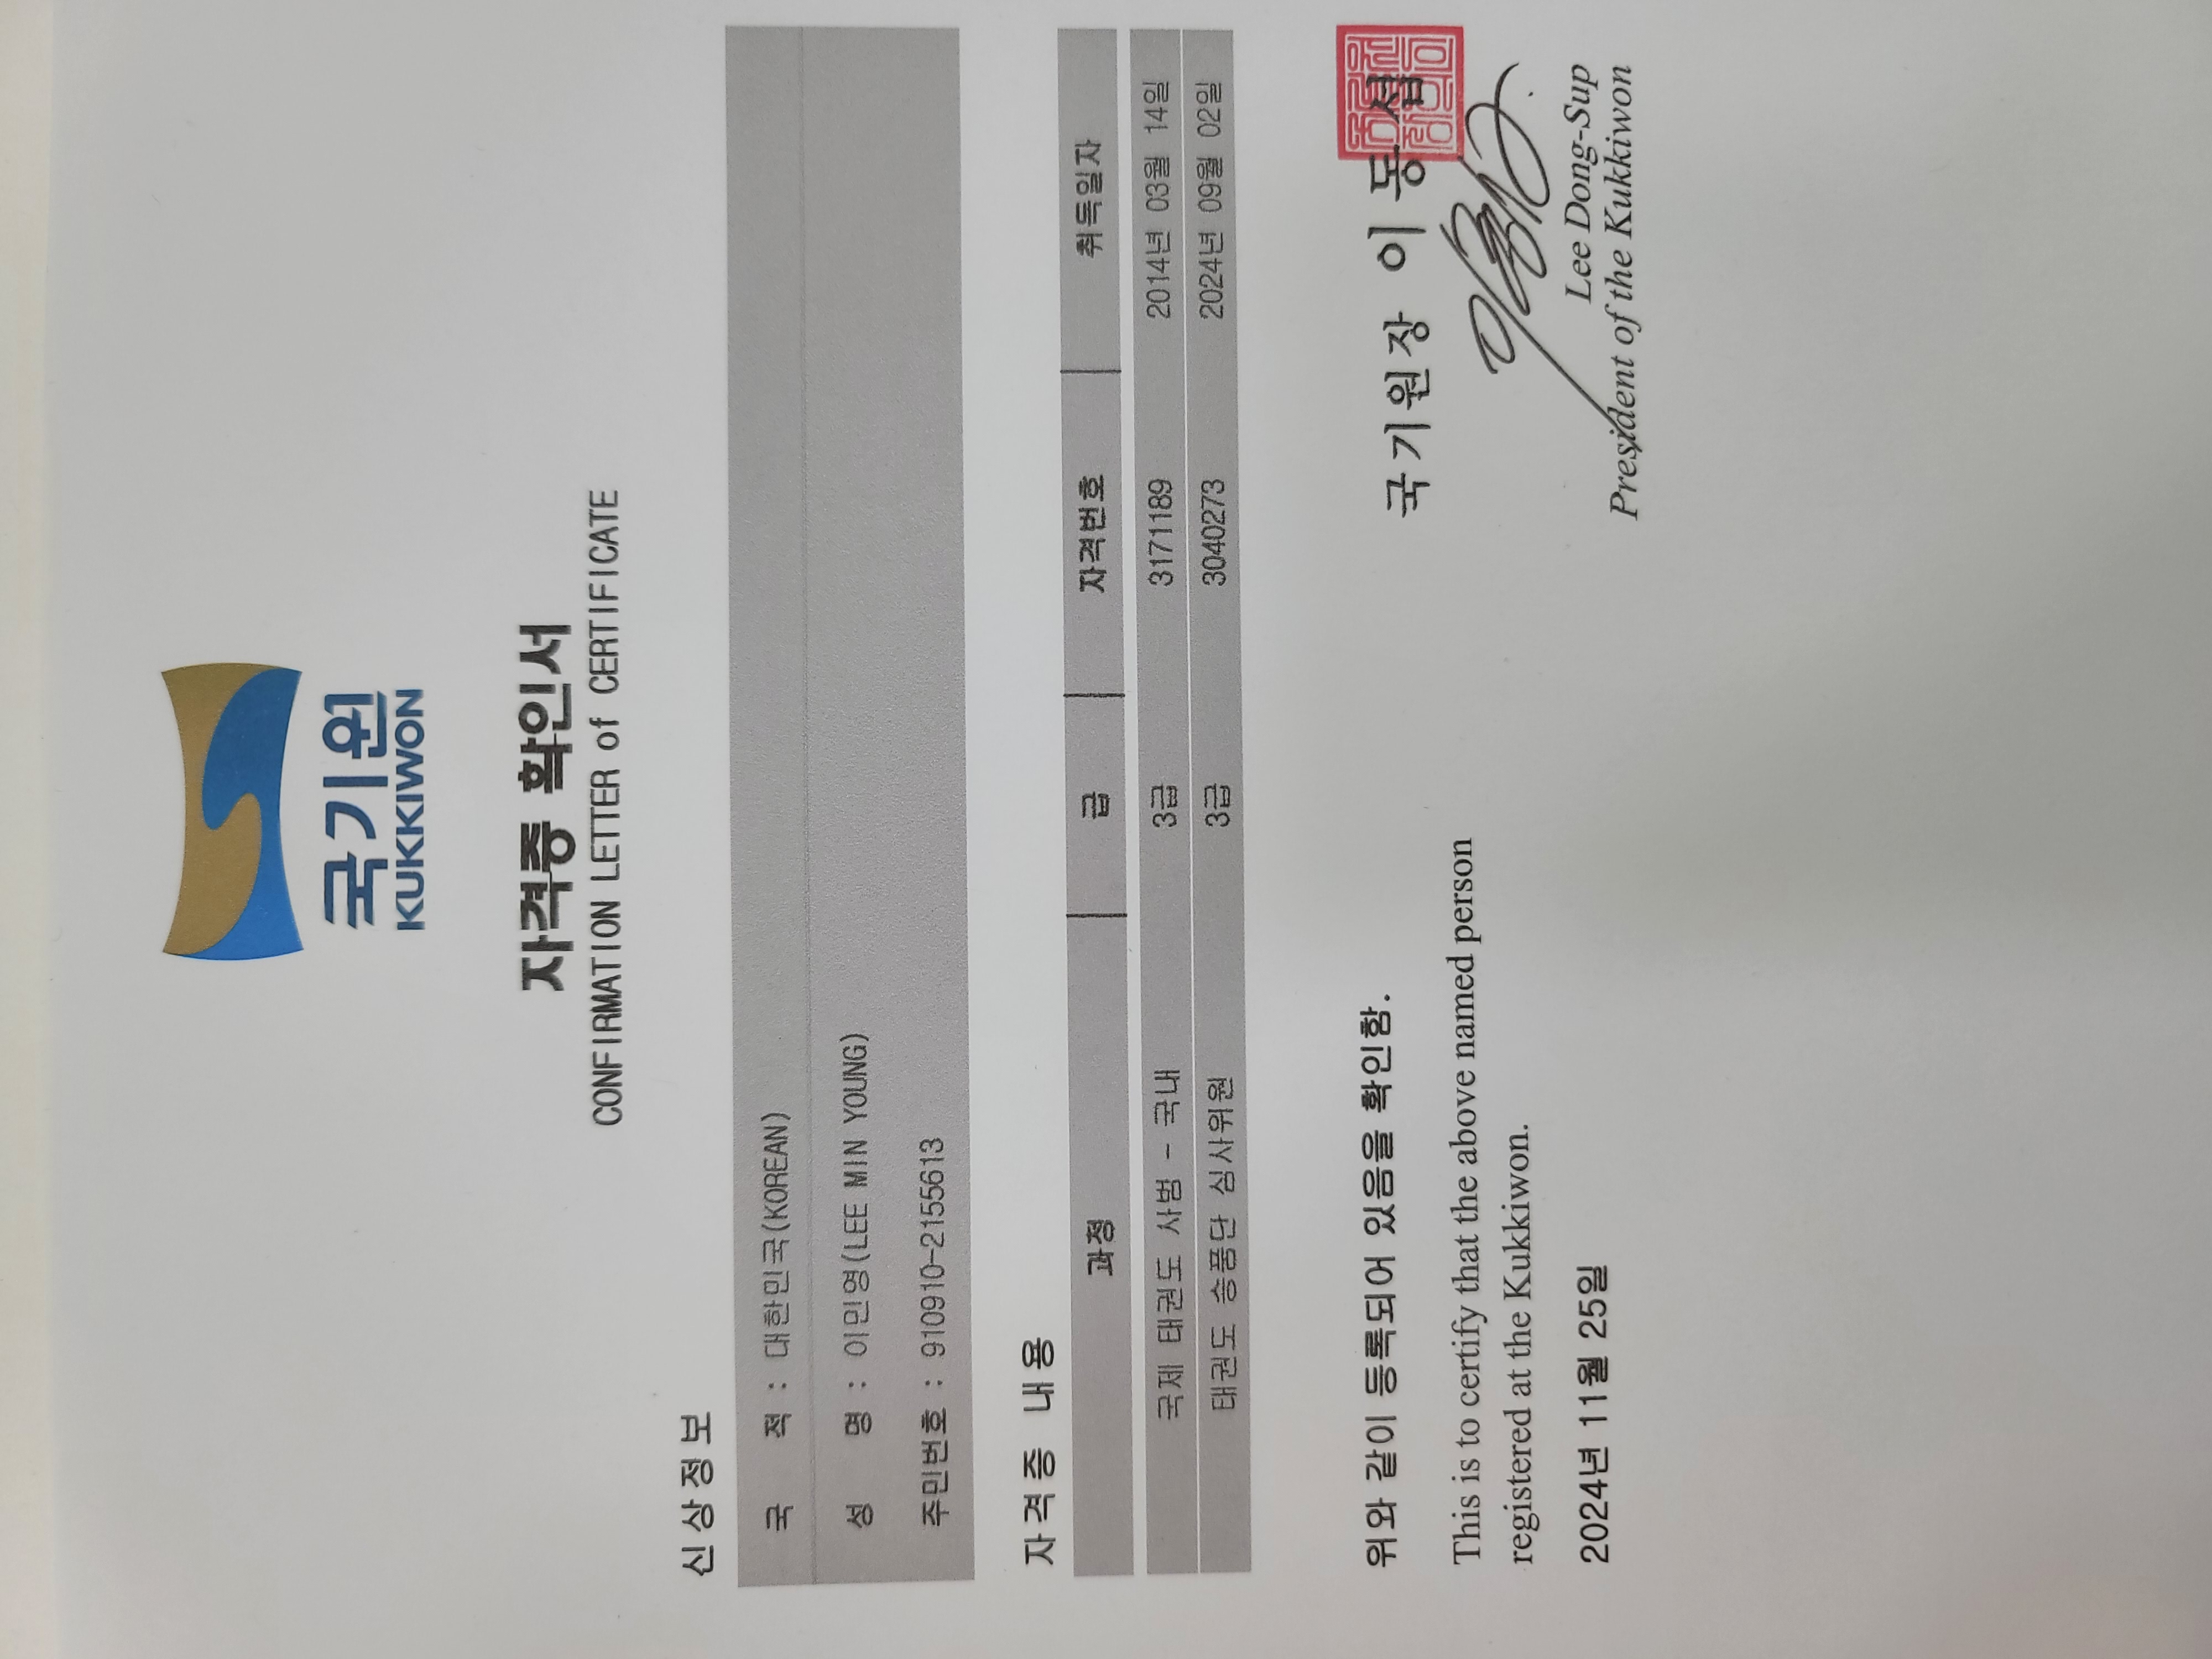 국기원
KUKKIWON
자격증 확인서
CONFIRMATION LETTER of CERTIFICATE
신상정보
국 적 : 대한민국(KOREAN)
성 명 : 이민영(LEE MIN YOUNG)
주민번호 : 910910-2155613
자격증 내용
과정 급 자격번호 취득일자
국제 태권도 사범 - 국내 3급 3171189 2014년 03월 14일
태권도 승품단 심사위원 3급 3040273 2024년 09월 02일
위와 같이 등록되어 있음을 확인함.
This is to certify that the above named person
registered at the Kukkiwon.
2024년 11월 25일
국기원장 이동섭
Lee Dong-Sup
President of the Kukkiwon